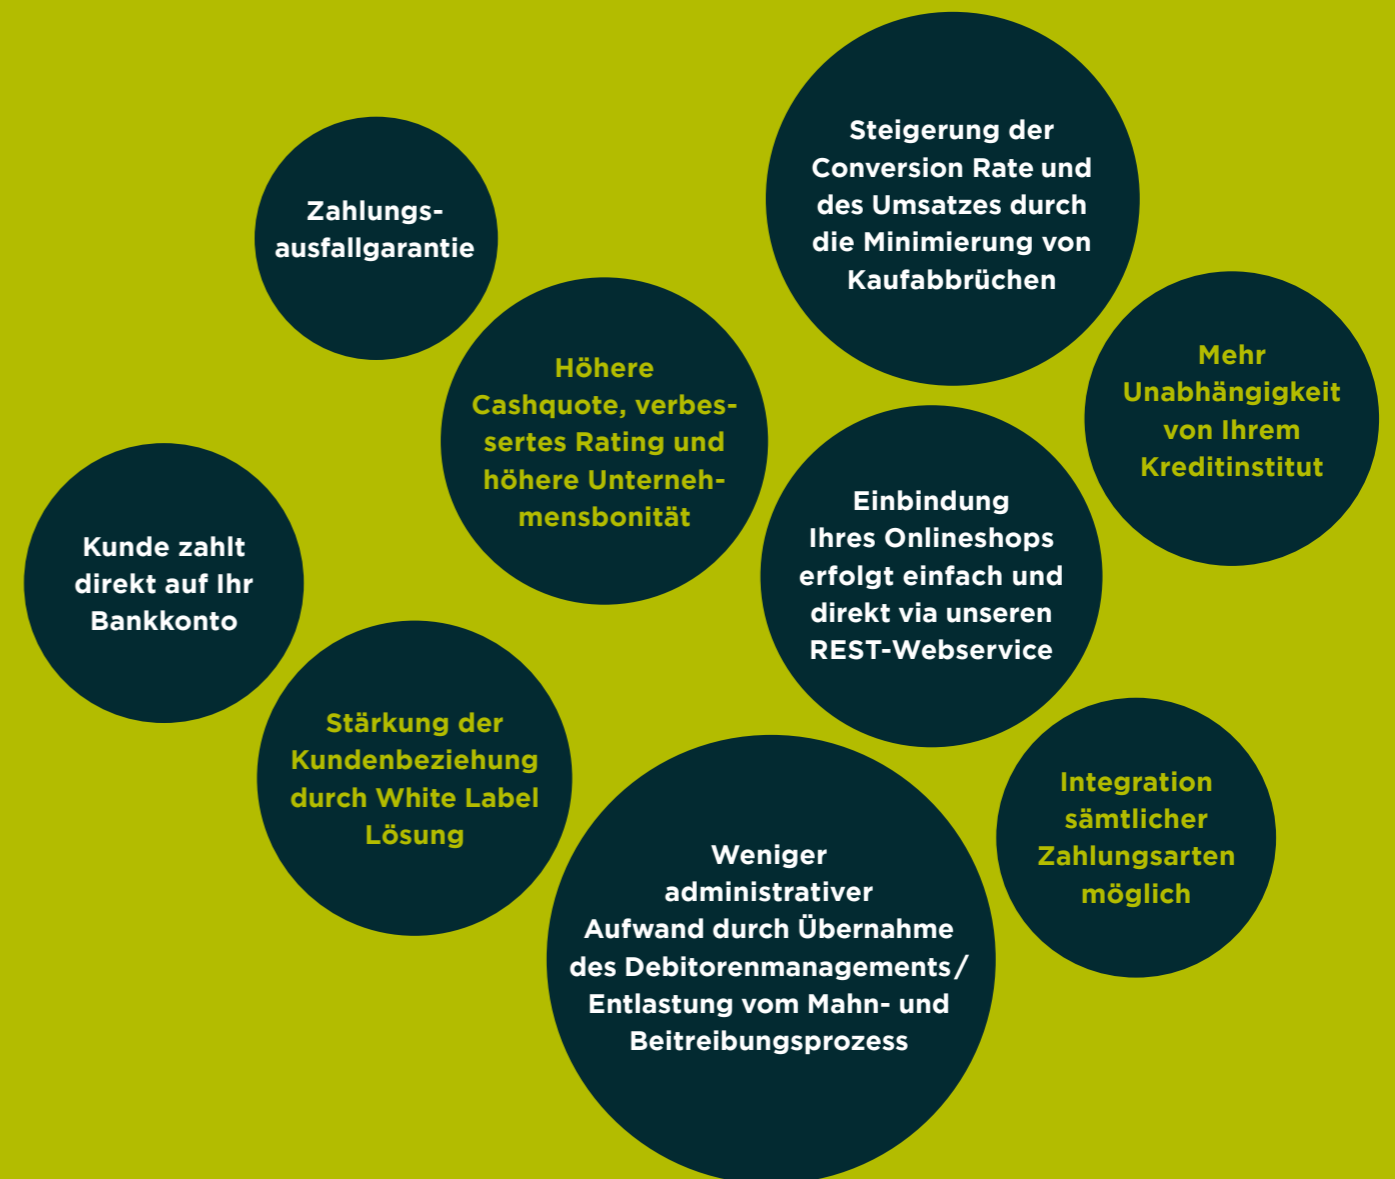 Zahlungs-
ausfallgarantie
Steigerung der
Conversion Rate und
des Umsatzes durch
die Minimierung von
Kaufabbrüchen
Höhere
Cashquote, verbes-
sertes Rating und
höhere Unterneh-
mensbonität
Mehr
Unabhängigkeit
von Ihrem
Kreditinstitut
Kunde zahlt
direkt auf Ihr
Bankkonto
Einbindung
Ihres Onlineshops
erfolgt einfach und
direkt via unseren
REST-Webservice
Stärkung der
Kundenbeziehung
durch White Label
Lösung
Integration
sämtlicher
Zahlungsarten
möglich
Weniger
administrativer
Aufwand durch Übernahme
des Debitorenmanagements /
Entlastung vom Mahn- und
Beitreibungsprozess